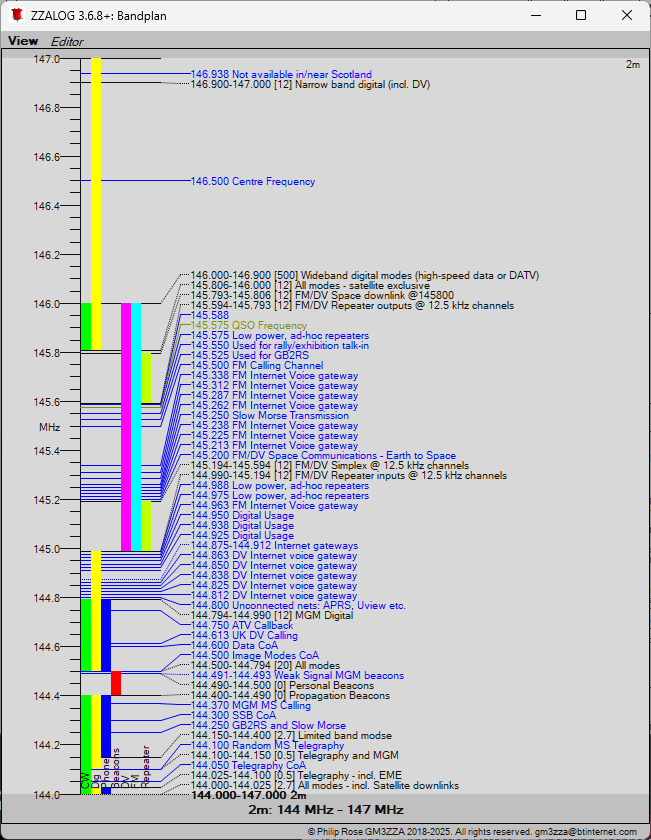 ZZALOG 3.6.8+: Bandplan
View Editor
2m
147.0
146.8
146.6
146.4
146.2
146.0
145.8
145.6
MHz
145.4
145.2
145.0
144.8
144.6
144.4
144.2
144.0
146.938 Not available in/near Scotland
146.900-147.000 [12] Narrow band digital (incl. DV)
146.500 Centre Frequency
146.000-146.900 [500] Wideband digital modes (high-speed data or DATV)
145.806-146.000 [12] All modes - satellite exclusive
145.793-145.806 [12] FM/DV Space downlink @145800
145.594-145.793 [12] FM/DV Repeater outputs @ 12.5 kHz channels
145.588
145.575 QSO Frequency
145.575 Low power, ad-hoc repeaters
145.550 Used for rally/exhibition talk-in
145.525 Used for GB2RS
145.500 FM Calling Channel
145.338 FM Internet Voice gateway
145.312 FM Internet Voice gateway
145.287 FM Internet Voice gateway
145.262 FM Internet Voice gateway
145.250 Slow Morse Transmission
145.238 FM Internet Voice gateway
145.225 FM Internet Voice gateway
145.213 FM Internet Voice gateway
145.200 FM/DV Space Communications - Earth to Space
145.194-145.594 [12] FM/DV Simplex @ 12.5 kHz channels
144.990-145.194 [12] FM/DV Repeater inputs @ 12.5 kHz channels
144.988 Low power, ad-hoc repeaters
144.975 Low power, ad-hoc repeaters
144.963 FM Internet Voice gateway
144.950 Digital Usage
144.938 Digital Usage
144.925 Digital Usage
144.875-144.912 Internet gateways
144.863 DV Internet voice gateway
144.850 DV Internet voice gateway
144.838 DV Internet voice gateway
144.825 DV Internet voice gateway
144.812 DV Internet voice gateway
144.800 Unconnected nets: APRS, Uview etc.
144.794-144.990 [12] MGM Digital
144.750 ATV Callback
144.613 UK DV Calling
144.600 Data CoA
144.500 Image Modes CoA
144.500-144.794 [20] All modes
144.491-144.493 Weak Signal MGM beacons
144.490-144.500 [0] Personal Beacons
144.400-144.490 [0] Propagation Beacons
144.370 MGM MS Calling
144.300 SSB CoA
144.250 GB2RS and Slow Morse
144.150-144.400 [2.7] Limited band modse
144.100 Random MS Telegraphy
144.100-144.150 [0.5] Telegraphy and MGM
144.050 Telegraphy CoA
144.025-144.100 [0.5] Telegraphy - incl. EME
144.000-144.025 [2.7] All modes - incl. Satellite downlinks
144.000-147.000 2m
CW
Dig
Phone
Beacons
DV
FM
Repeater
2m: 144 MHz - 147 MHz
© Philip Rose GM3ZZA 2018-2025. All rights reserved. gm3zza@btinternet.com